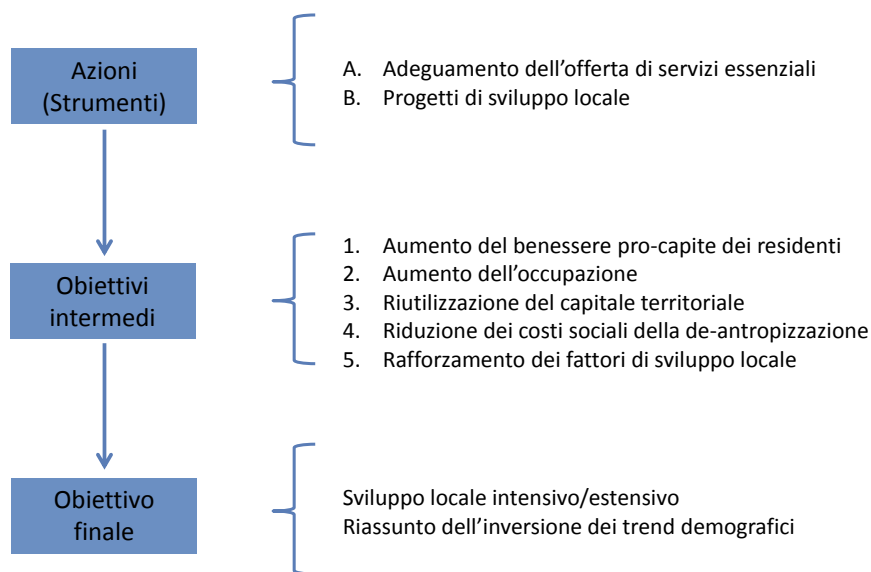 Azioni
(Strumenti)
A. Adeguamento dell’offerta di servizi essenziali
B. Progetti di sviluppo locale
Obiettivi
intermedi
1. Aumento del benessere pro-capite dei residenti
2. Aumento dell’occupazione
3. Riutilizzazione del capitale territoriale
4. Riduzione dei costi sociali della de-antropizzazione
5. Rafforzamento dei fattori di sviluppo locale
Obiettivo
finale
Sviluppo locale intensivo/estensivo
Riassunto dell’inversione dei trend demografici